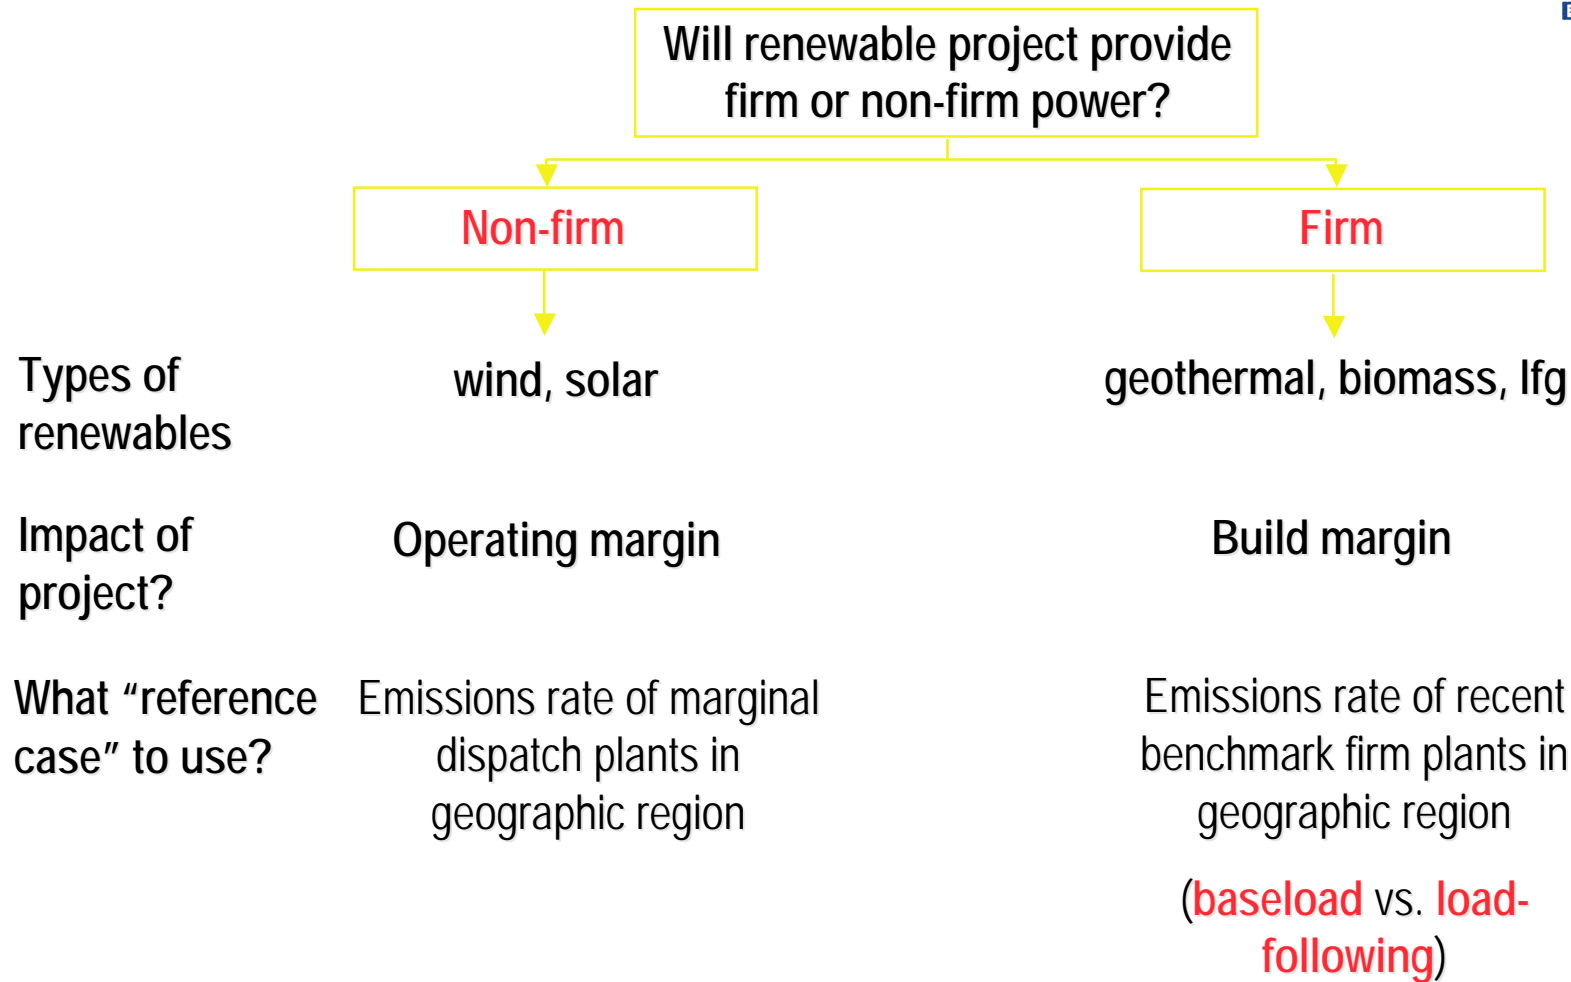 Will renewable project provide
firm or non-firm power?
Non-firm
Firm
Types of
renewables
wind, solar
geothermal, biomass, lfg
Impact of
project?
Operating margin
Build margin
What “reference
case” to use?
Emissions rate of marginal
dispatch plants in
geographic region
Emissions rate of recent
benchmark firm plants in
geographic region
(baseload vs. load-
following)